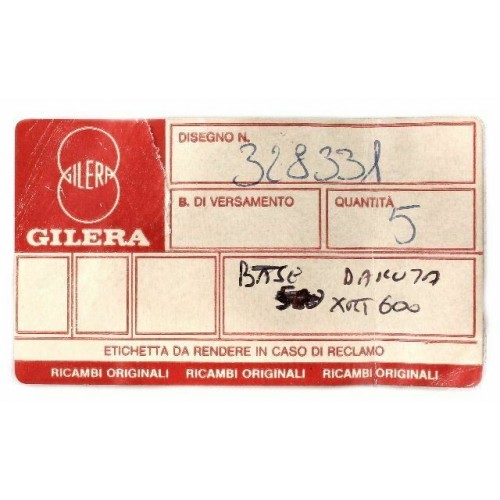 DISEGNO N.
328331
GILERA
GILERA
B. DI VERSAMENTO
QUANTITÀ
5
BASE DAKOTA
XRT 600
ETICHETTA DA RENDERE IN CASO DI RECLAMO
RICAMBI ORIGINALI RICAMBI ORIGINALI RICAMBI ORIGINALI